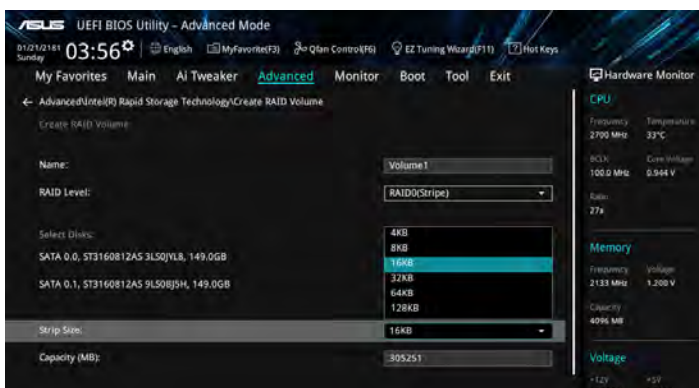 ASUS UEFI BIOS Utility – Advanced Mode
01/21/2181 Sunday 03:56 English MyFavorite(F3) Qfan Control(F6) EZ Tuning Wizard(F11) ? Hot Keys
My Favorites Main Ai Tweaker Advanced Monitor Boot Tool Exit
← Advanced\Intel(R) Rapid Storage Technology\Create RAID Volume
Create RAID Volume
Name: Volume1
RAID Level: RAID0(Stripe)
Select Disks:
SATA 0.0, ST3160812AS 3LS0JYL8, 149.0GB
SATA 0.1, ST3160812AS 9LS0BJ5H, 149.0GB
4KB
8KB
16KB
32KB
64KB
128KB
Strip Size: 16KB
Capacity (MB): 305251
Hardware Monitor
CPU
Frequency Temperature
2700 MHz 33°C
BCLK Core Voltage
100.0 MHz 0.944 V
Ratio
27x
Memory
Frequency Voltage
2133 MHz 1.200 V
Capacity
4096 MB
Voltage
+12V +5V